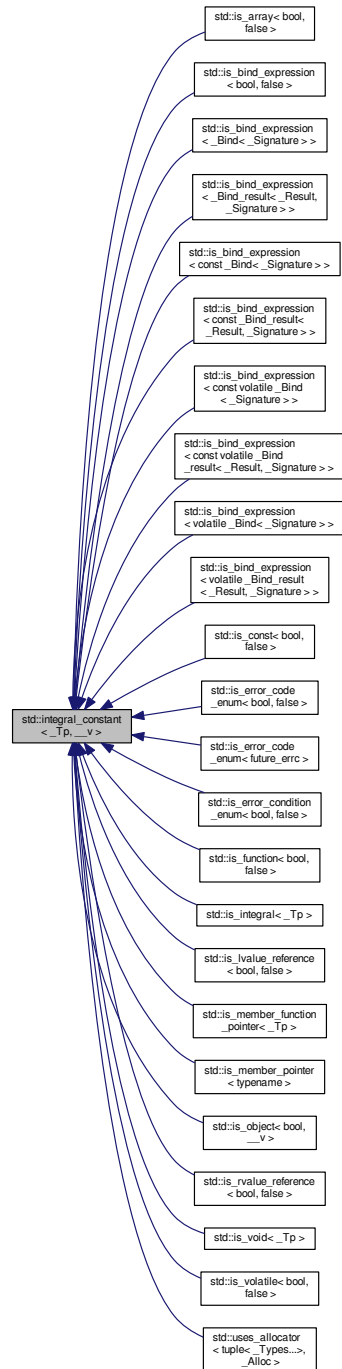 std::is_array< bool,
false >
std::is_bind_expression
< bool, false >
std::is_bind_expression
< _Bind< _Signature > >
std::is_bind_expression
< _Bind_result< _Result,
_Signature > >
std::is_bind_expression
< const _Bind< _Signature > >
std::is_bind_expression
< const _Bind_result<
_Result, _Signature > >
std::is_bind_expression
< const volatile _Bind
< _Signature > >
std::is_bind_expression
< const volatile _Bind
_result< _Result, _Signature > >
std::is_bind_expression
< volatile _Bind< _Signature > >
std::is_bind_expression
< volatile _Bind_result
< _Result, _Signature > >
std::is_const< bool,
false >
std::is_error_code
_enum< bool, false >
std::integral_constant
< _Tp, __v >
std::is_error_code
_enum< future_errc >
std::is_error_condition
_enum< bool, false >
std::is_function< bool,
false >
std::is_integral< _Tp >
std::is_lvalue_reference
< bool, false >
std::is_member_function
_pointer< _Tp >
std::is_member_pointer
< typename >
std::is_object< bool,
__v >
std::is_rvalue_reference
< bool, false >
std::is_void< _Tp >
std::is_volatile< bool,
false >
std::uses_allocator
< tuple< _Types...>,
_Alloc >